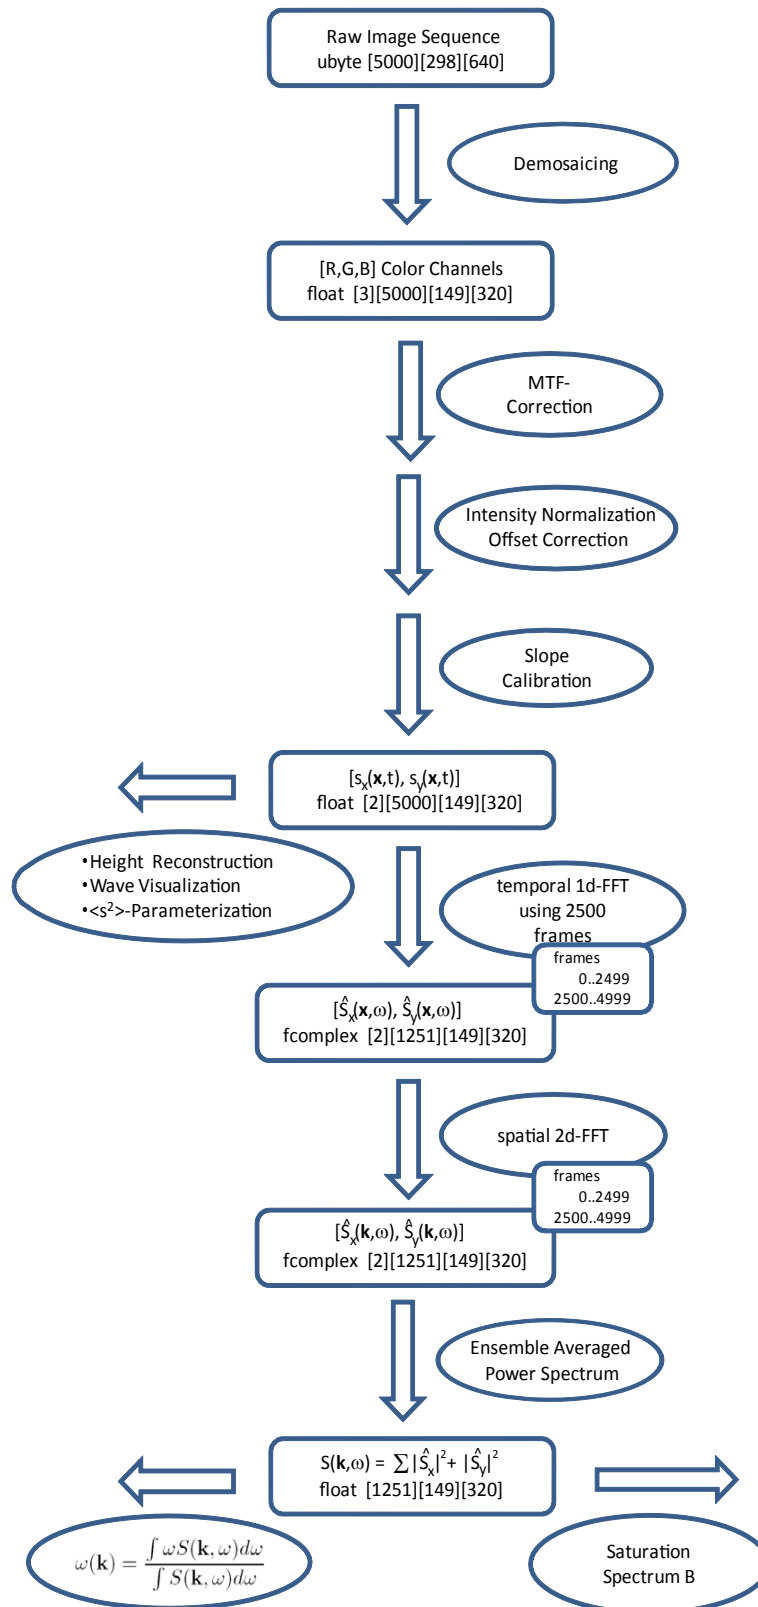 Raw Image Sequence
ubyte [5000][298][640]
Demosaicing
[R,G,B] Color Channels
float [3][5000][149][320]
MTF-
Correction
Intensity Normalization
Offset Correction
Slope
Calibration
[sₓ(x,t), s_y(x,t)]
float [2][5000][149][320]
•Height Reconstruction
•Wave Visualization
•<s²>-Parameterization
temporal 1d-FFT
using 2500
frames
frames
0..2499
2500..4999
[Ŝₓ(x,ω), Ŝ_y(x,ω)]
fcomplex [2][1251][149][320]
spatial 2d-FFT
frames
0..2499
2500..4999
[Ŝₓ(k,ω), Ŝ_y(k,ω)]
fcomplex [2][1251][149][320]
Ensemble Averaged
Power Spectrum
S(k,ω) = ∑|Ŝₓ|²+ |Ŝ_y|²
float [1251][149][320]
ω(k) = ∫ωS(k, ω)dω / ∫S(k, ω)dω
Saturation
Spectrum B